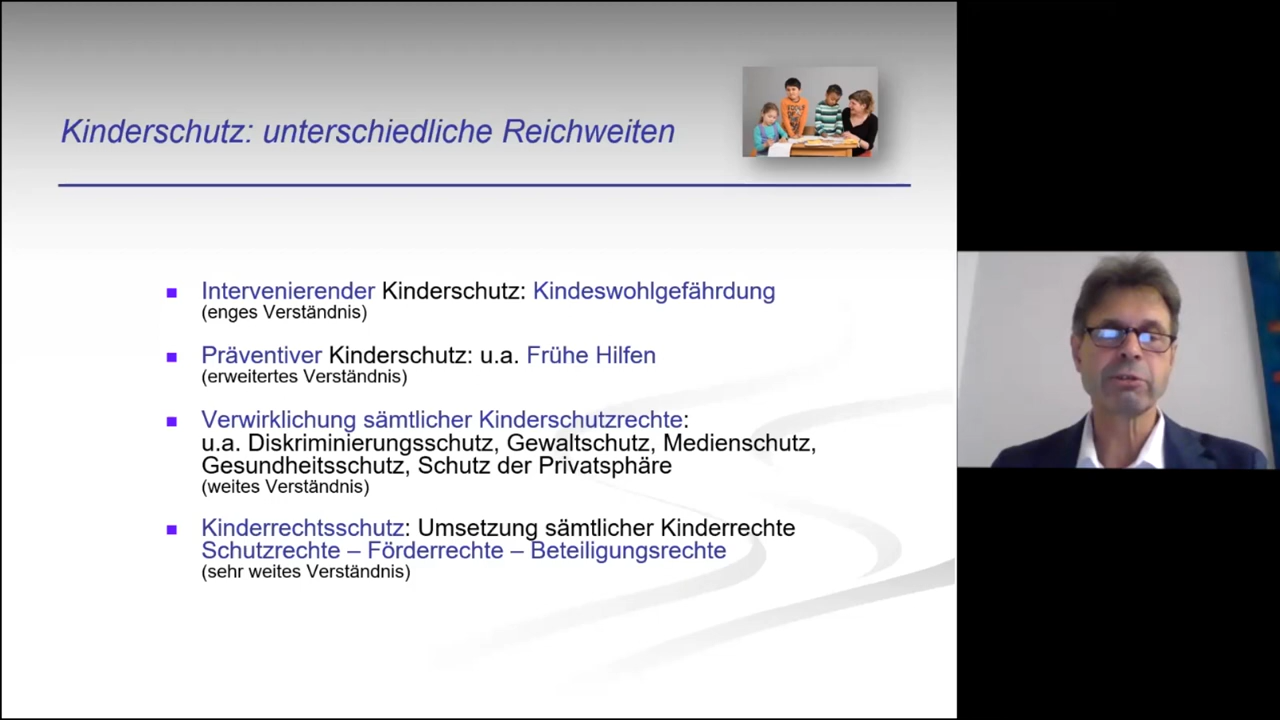 Kinderschutz: unterschiedliche Reichweiten
Intervenierender Kinderschutz: Kindeswohlgefährdung
(enges Verständnis)
Präventiver Kinderschutz: u.a. Frühe Hilfen
(erweitertes Verständnis)
Verwirklichung sämtlicher Kinderschutzrechte:
u.a. Diskriminierungsschutz, Gewaltschutz, Medienschutz,
Gesundheitsschutz, Schutz der Privatsphäre
(weites Verständnis)
Kinderrechtsschutz: Umsetzung sämtlicher Kinderrechte
Schutzrechte – Förderrechte – Beteiligungsrechte
(sehr weites Verständnis)